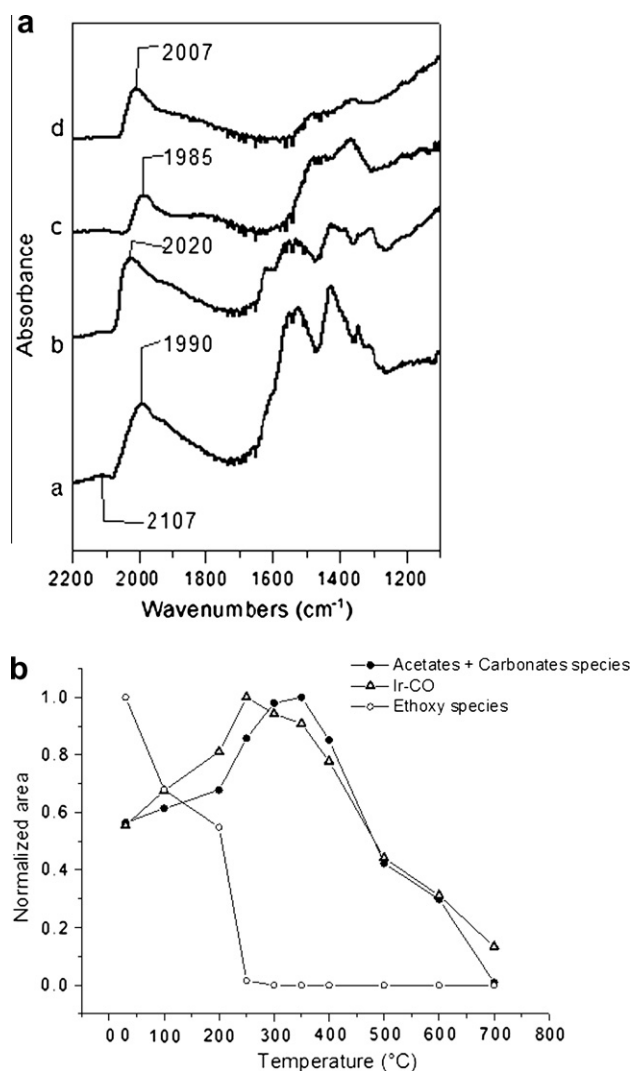 a
2007
d
1985
c
2020
b
1990
a
2107
Absorbance
2200 2000 1800 1600 1400 1200
Wavenumbers (cm⁻¹)
b
Acetates + Carbonates species
Ir-CO
Ethoxy species
1.0
0.8
0.6
0.4
0.2
0.0
Normalized area
0 0 100 200 300 400 500 600 700 800
Temperature (°C)